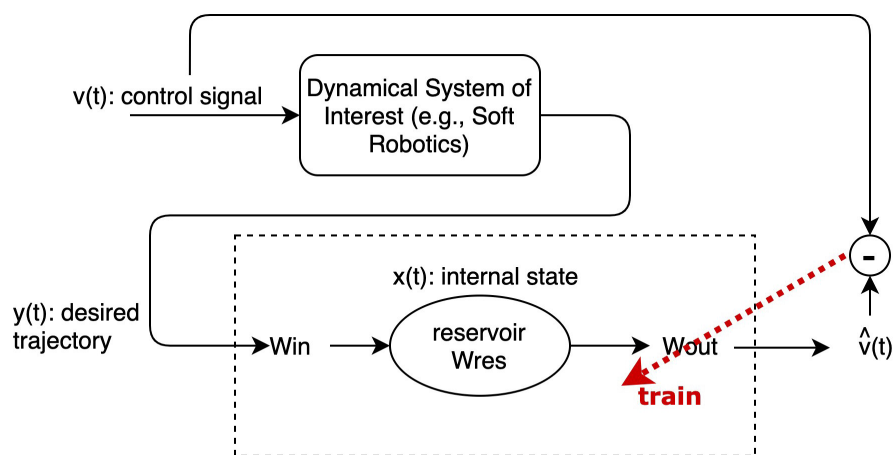 v(t): control signal
Dynamical System of
Interest (e.g., Soft
Robotics)
x(t): internal state
y(t): desired
trajectory
Win
reservoir
Wres
Wout
-
^
v(t)
train